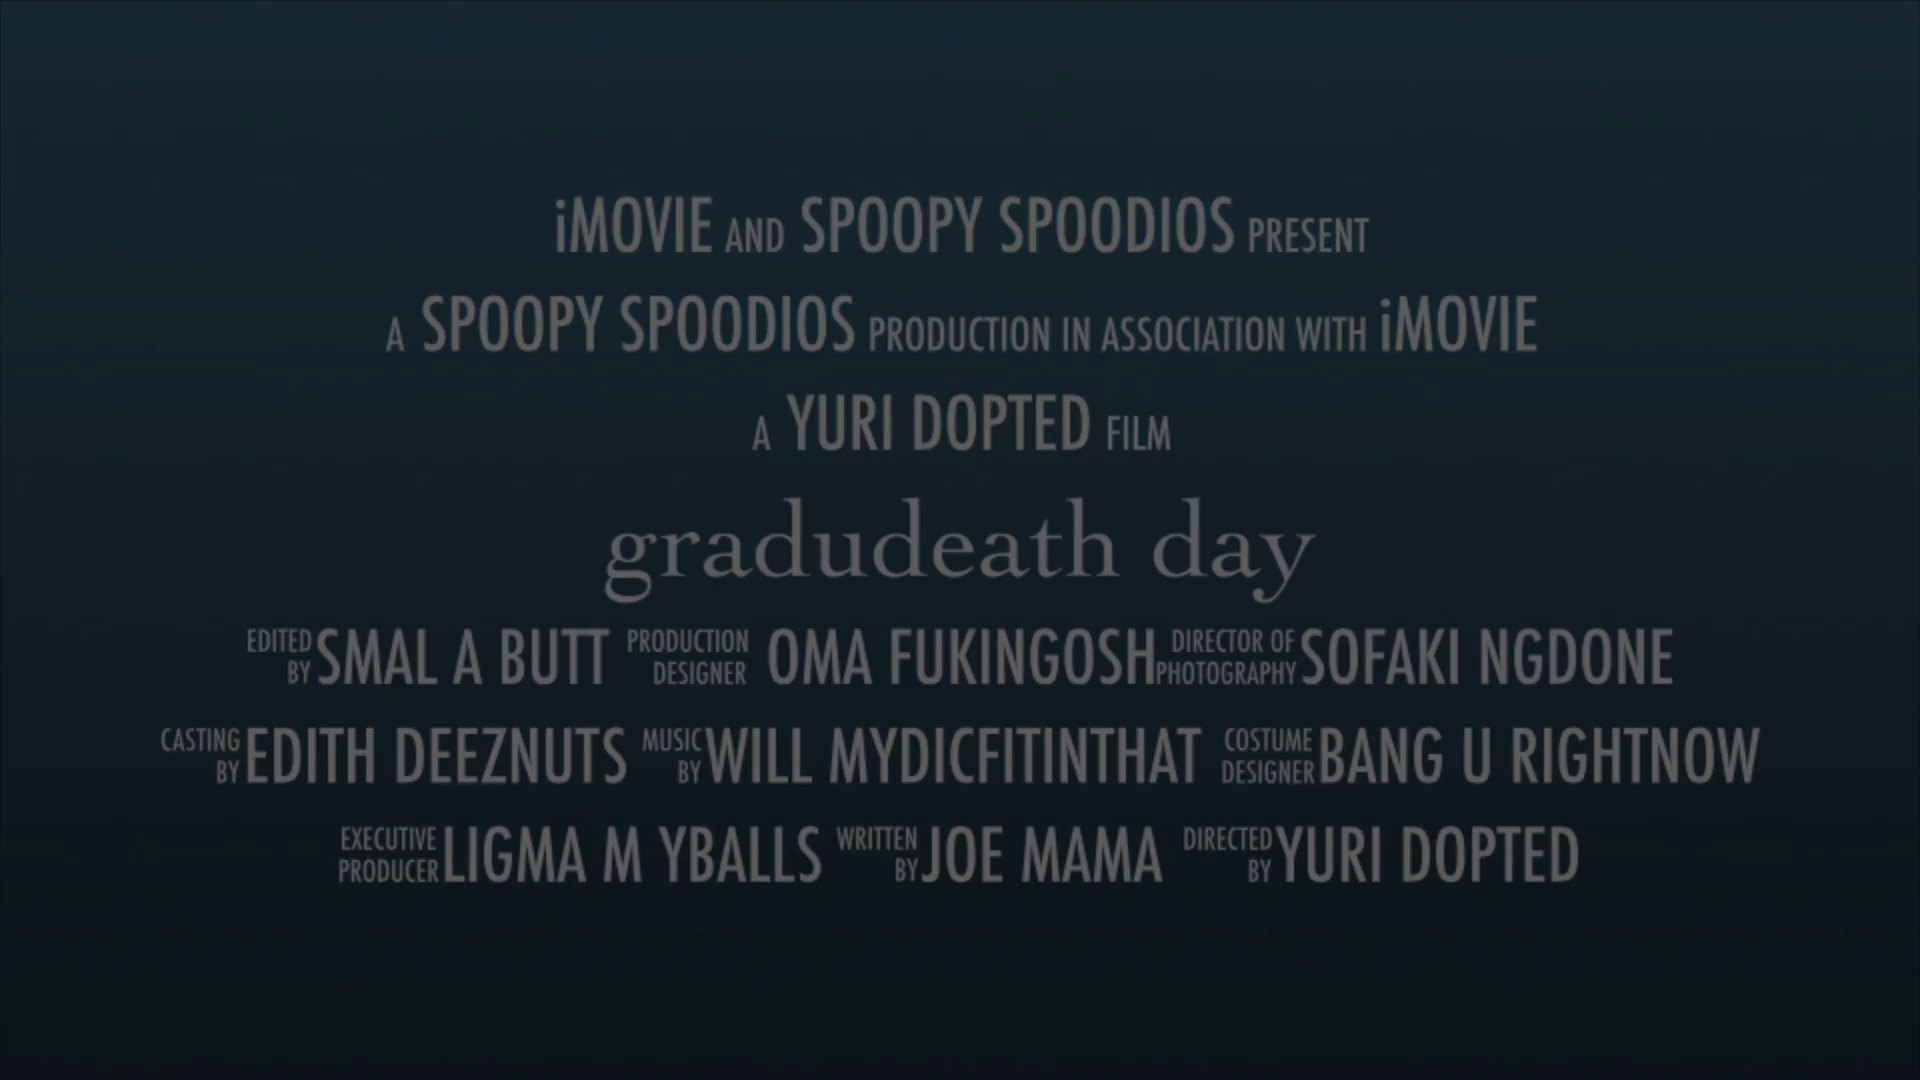 iMOVIE AND SPOOPY SPOODIOS PRESENT
A SPOOPY SPOODIOS PRODUCTION IN ASSOCIATION WITH iMOVIE
A YURI DOPTED FILM
gradudeath day
EDITED BY SMAL A BUTT PRODUCTION DESIGNER OMA FUKINGOSH DIRECTOR OF PHOTOGRAPHY SOFAKI NGDONE
CASTING BY EDITH DEEZNUTS MUSIC BY WILL MYDICFITINTHAT COSTUME DESIGNER BANG U RIGHTNOW
EXECUTIVE PRODUCER LIGMA M YBALLS WRITTEN BY JOE MAMA DIRECTED BY YURI DOPTED